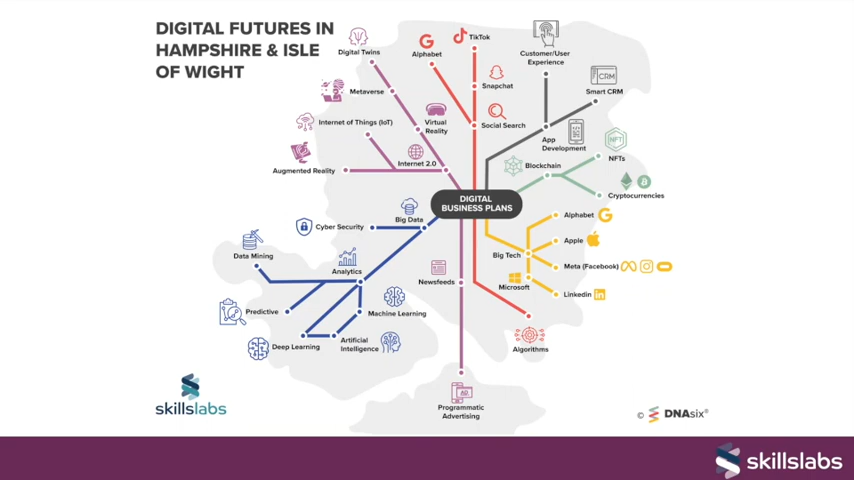 DIGITAL FUTURES IN
HAMPSHIRE & ISLE
OF WIGHT
Digital Twins
Alphabet
TikTok
Customer/User
Experience
Metaverse
Snapchat
CRM
Smart CRM
Internet of Things (IoT)
Virtual
Reality
Social Search
App
Development
NFT
NFTs
Augmented Reality
Internet 2.0
Blockchain
Cryptocurrencies
DIGITAL
BUSINESS PLANS
Big Data
Cyber Security
Alphabet
Apple
Big Tech
Meta (Facebook)
Data Mining
Analytics
Newsfeeds
Microsoft
Linkedin
in
Predictive
Machine Learning
Deep Learning
Artificial
Intelligence
Algorithms
Programmatic
Advertising
skillslabs
© DNAsix®
skillslabs